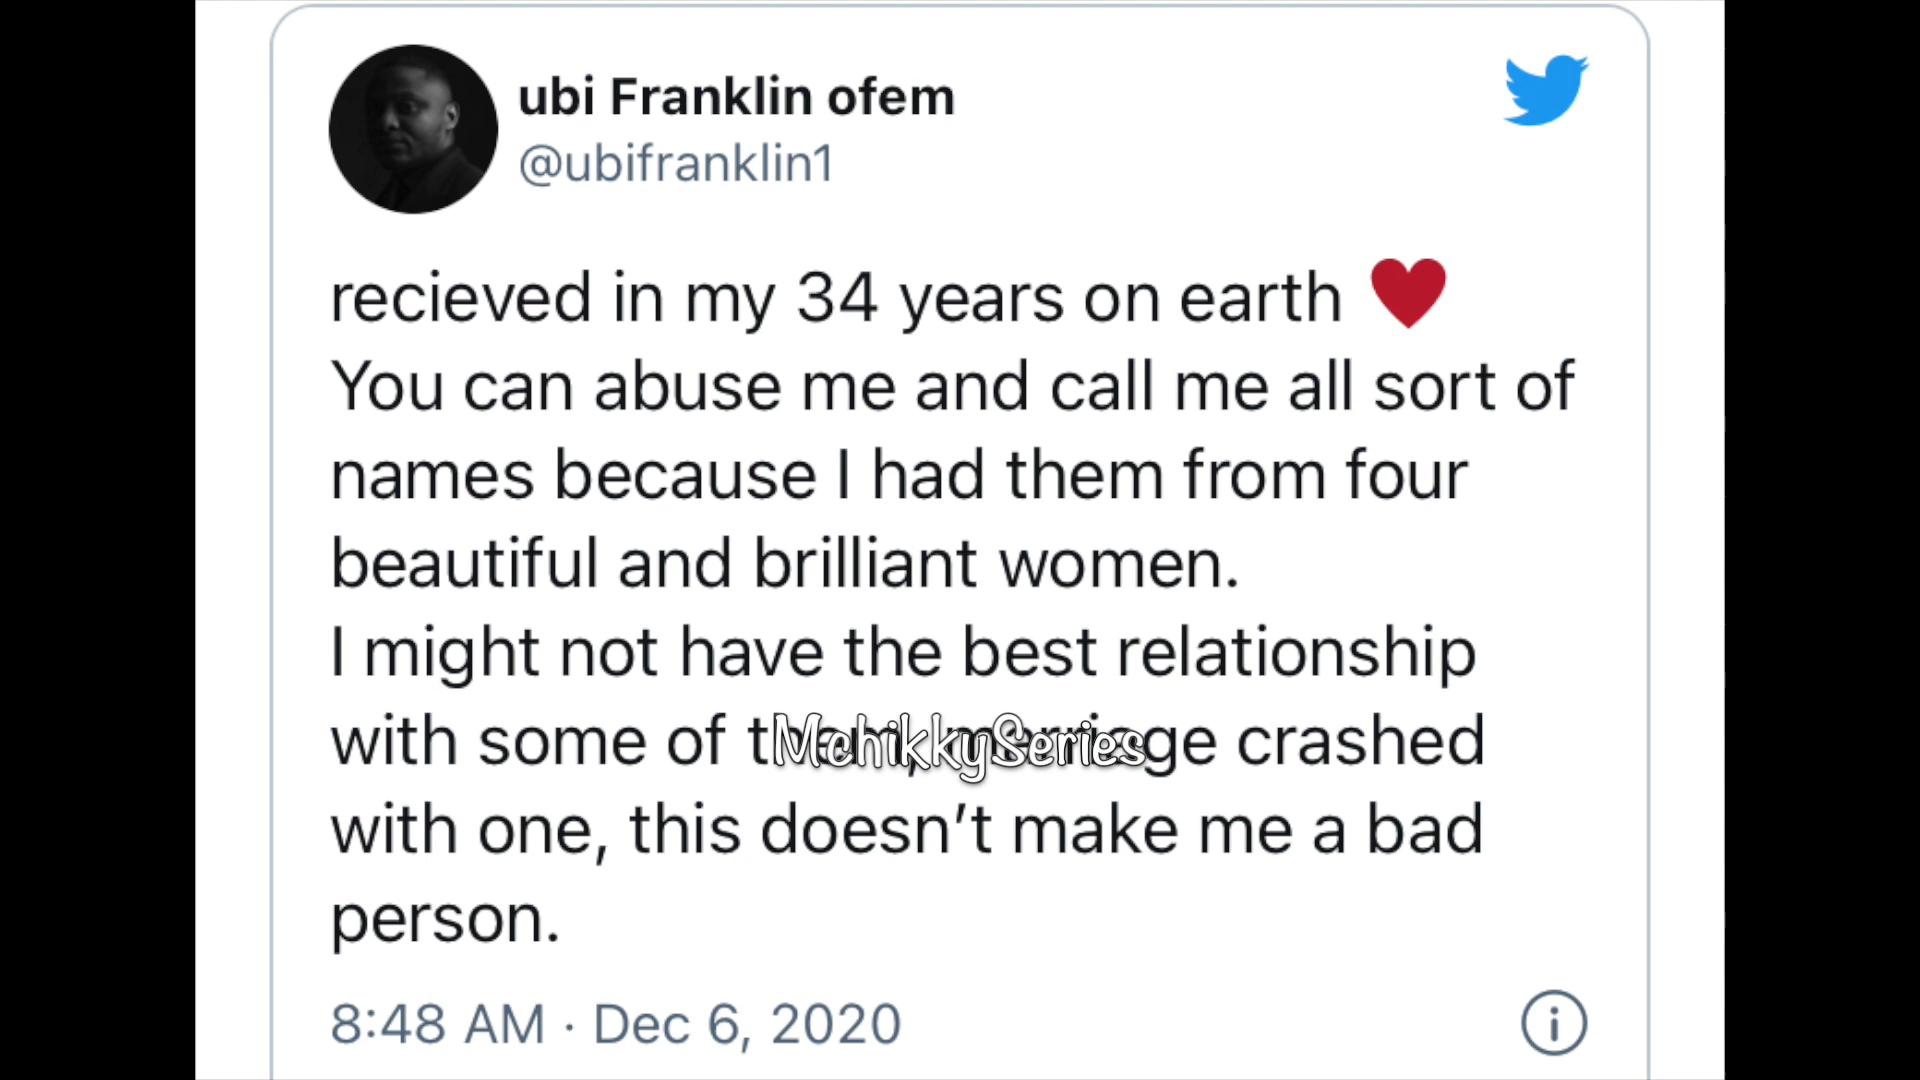 ubi Franklin ofem
@ubifranklin1
recieved in my 34 years on earth ❤
You can abuse me and call me all sort of
names because I had them from four
beautiful and brilliant women.
I might not have the best relationship
with some of them, marriage crashed
MchikkySeries
with one, this doesn’t make me a bad
person.
8:48 AM · Dec 6, 2020